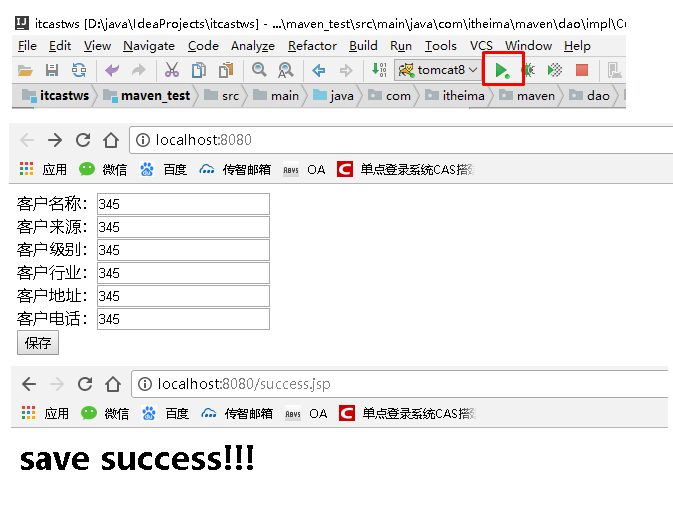 itcastws [D:\java\IdeaProjects\itcastws] - ...\maven_test\src\main\java\com\itheima\maven\dao\impl\Cu
File Edit View Navigate Code Analyze Refactor Build Run Tools VCS Window Help
tomcat8
itcastws maven_test src main java com itheima maven dao
localhost:8080
应用 微信 百度 传智邮箱 OA 单点登录系统CAS搭建
客户名称： 345
客户来源： 345
客户级别： 345
客户行业： 345
客户地址： 345
客户电话： 345
保存
localhost:8080/success.jsp
应用 微信 百度 传智邮箱 OA 单点登录系统CAS搭
save success!!!